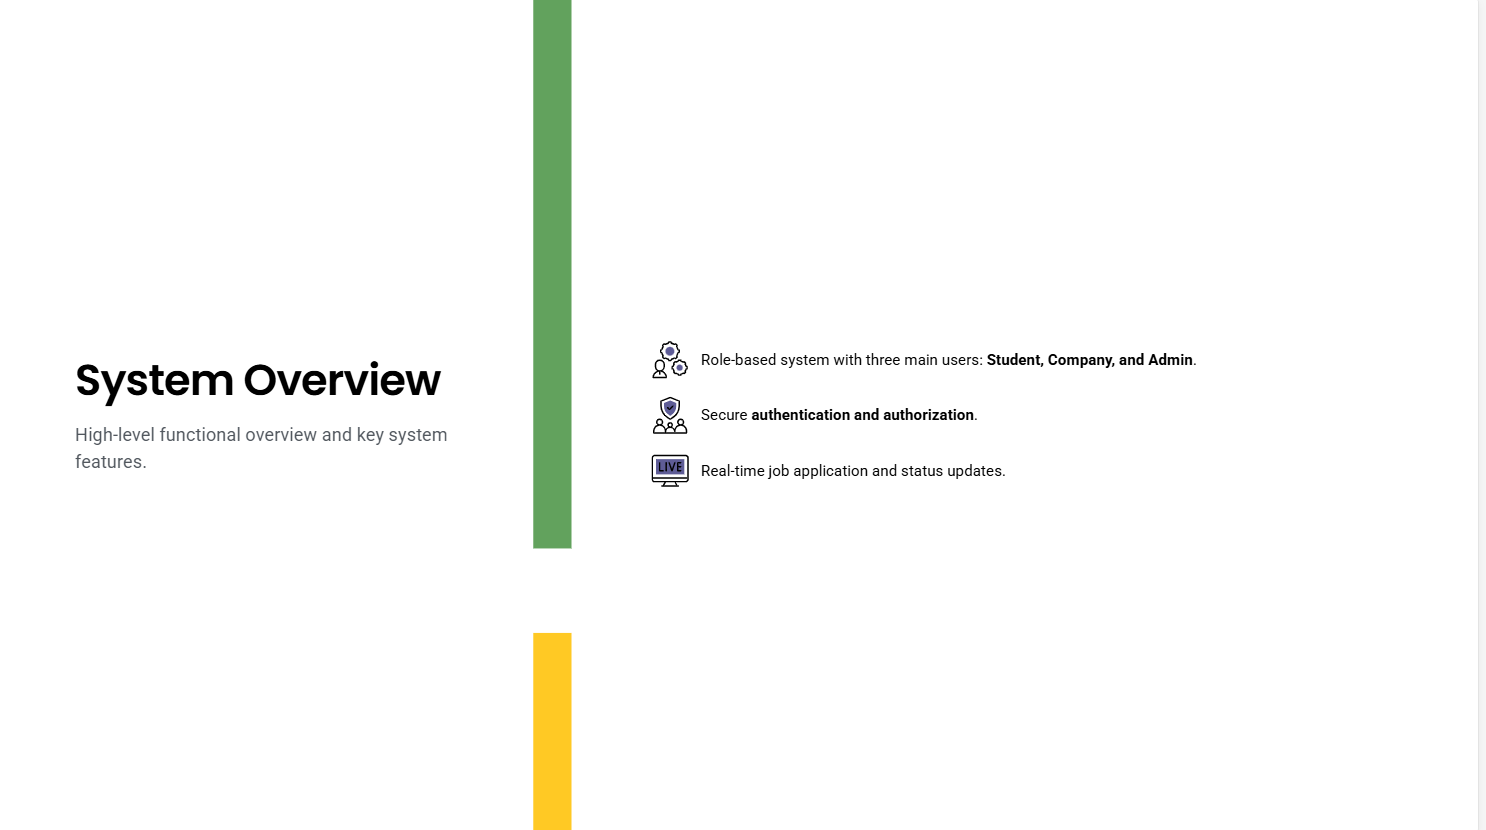 System Overview
High-level functional overview and key system
features.
Role-based system with three main users: Student, Company, and Admin.
Secure authentication and authorization.
LIVE
Real-time job application and status updates.